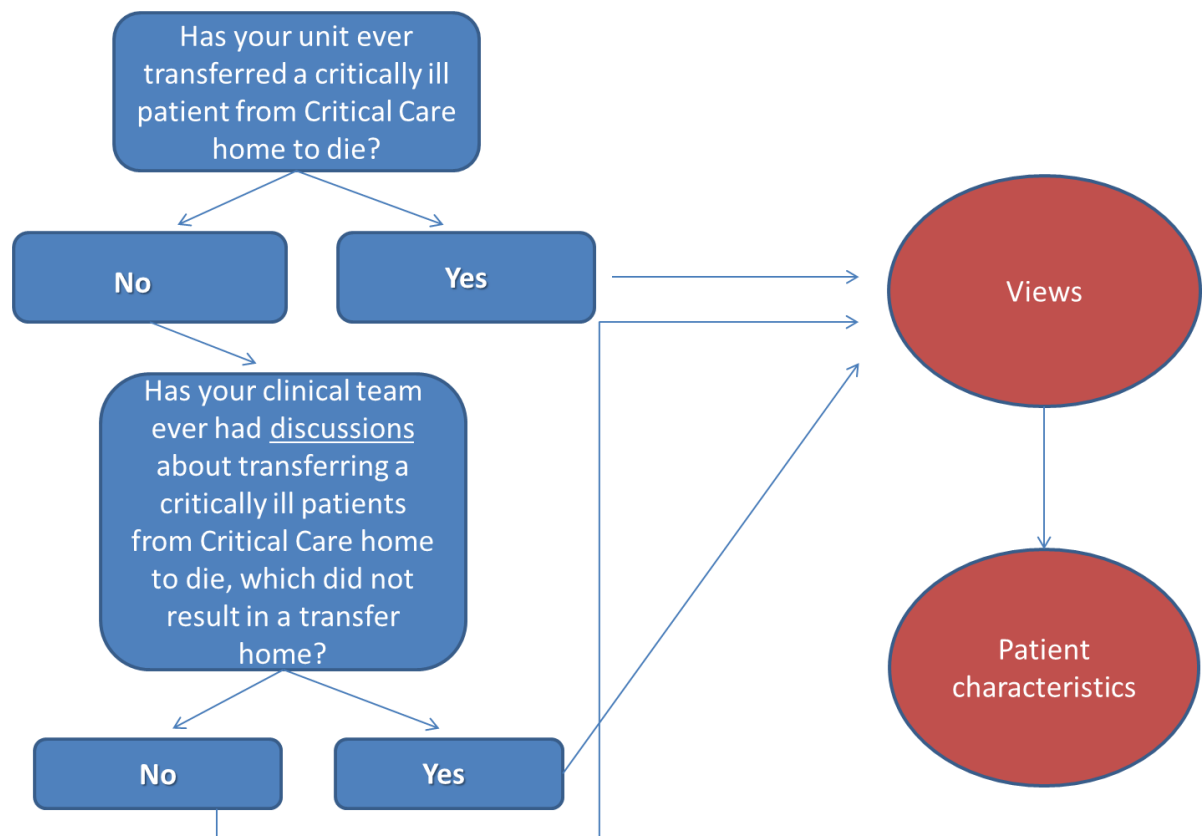 Has your unit ever
transferred a critically ill
patient from Critical Care
home to die?
No
Yes
Views
Has your clinical team
ever had discussions
about transferring a
critically ill patients
from Critical Care home
to die, which did not
result in a transfer
home?
Patient
characteristics
No
Yes